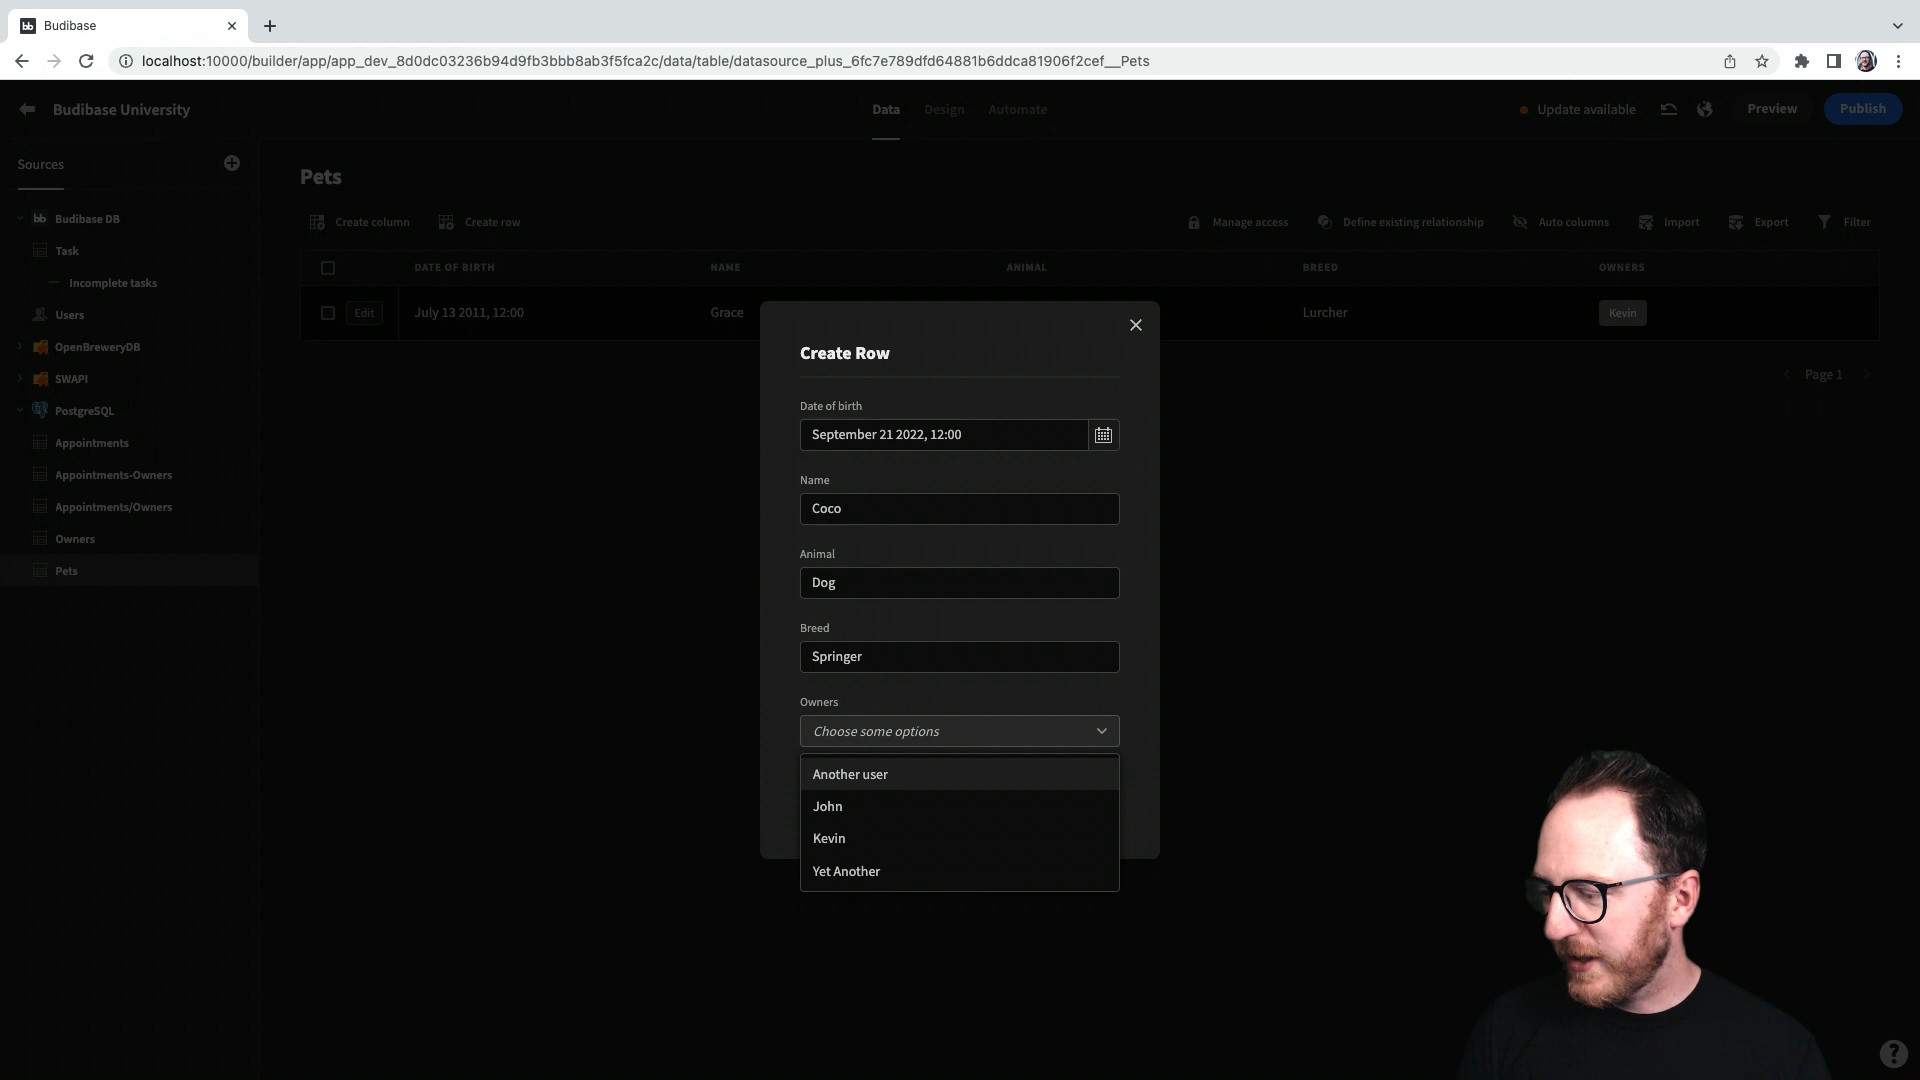 Budibase
localhost:10000/builder/app/app_dev_8d0dc03236b94d9fb3bbb8ab3f5fca2c/data/table/datasource_plus_6fc7e789dfd64881b6ddca81906f2cef__Pets
Budibase University
Data Design Automate
Update available
Preview
Publish
Sources
Pets
bb Budibase DB
Task
Incomplete tasks
Users
OpenBreweryDB
SWAPI
PostgreSQL
Appointments
Appointments-Owners
Appointments/Owners
Owners
Pets
Create column Create row
Manage access Define existing relationship Auto columns Import Export Filter
DATE OF BIRTH NAME ANIMAL BREED OWNERS
Edit July 13 2011, 12:00 Grace Lurcher Kevin
Page 1
Create Row
Date of birth
September 21 2022, 12:00
Name
Coco
Animal
Dog
Breed
Springer
Owners
Choose some options
Another user
John
Kevin
Yet Another
?